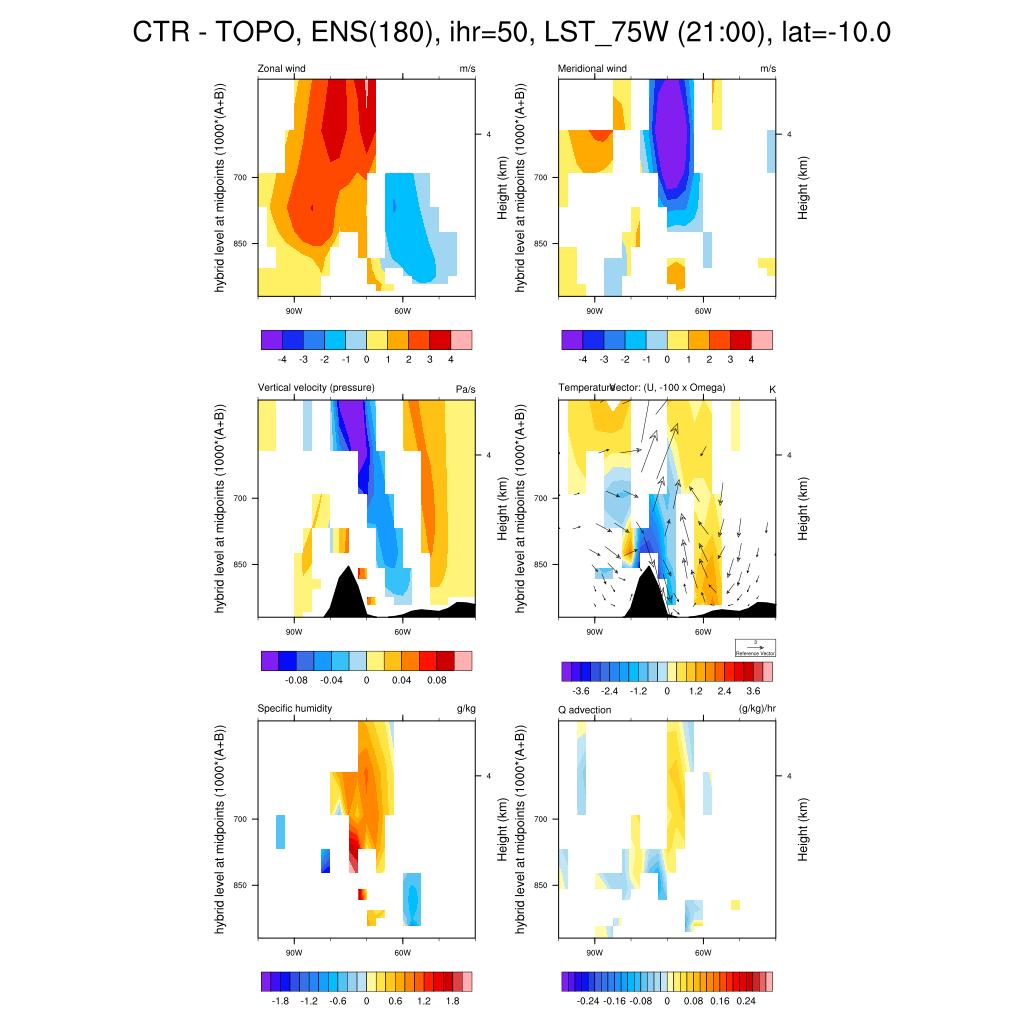 CTR - TOPO, ENS(180), ihr=50, LST_75W (21:00), lat=-10.0
Zonal wind m/s
hybrid level at midpoints (1000*(A+B))
700
850
4
Height (km)
90W 60W
-4 -3 -2 -1 0 1 2 3 4
Meridional wind m/s
hybrid level at midpoints (1000*(A+B))
700
850
4
Height (km)
90W 60W
-4 -3 -2 -1 0 1 2 3 4
Vertical velocity (pressure) Pa/s
hybrid level at midpoints (1000*(A+B))
700
850
4
Height (km)
90W 60W
-0.08 -0.04 0 0.04 0.08
Temperature Vector: (U, -100 x Omega) K
hybrid level at midpoints (1000*(A+B))
700
850
4
Height (km)
90W 60W
3
Reference Vector
-3.6 -2.4 -1.2 0 1.2 2.4 3.6
Specific humidity g/kg
hybrid level at midpoints (1000*(A+B))
700
850
4
Height (km)
90W 60W
-1.8 -1.2 -0.6 0 0.6 1.2 1.8
Q advection (g/kg)/hr
hybrid level at midpoints (1000*(A+B))
700
850
4
Height (km)
90W 60W
-0.24 -0.16 -0.08 0 0.08 0.16 0.24